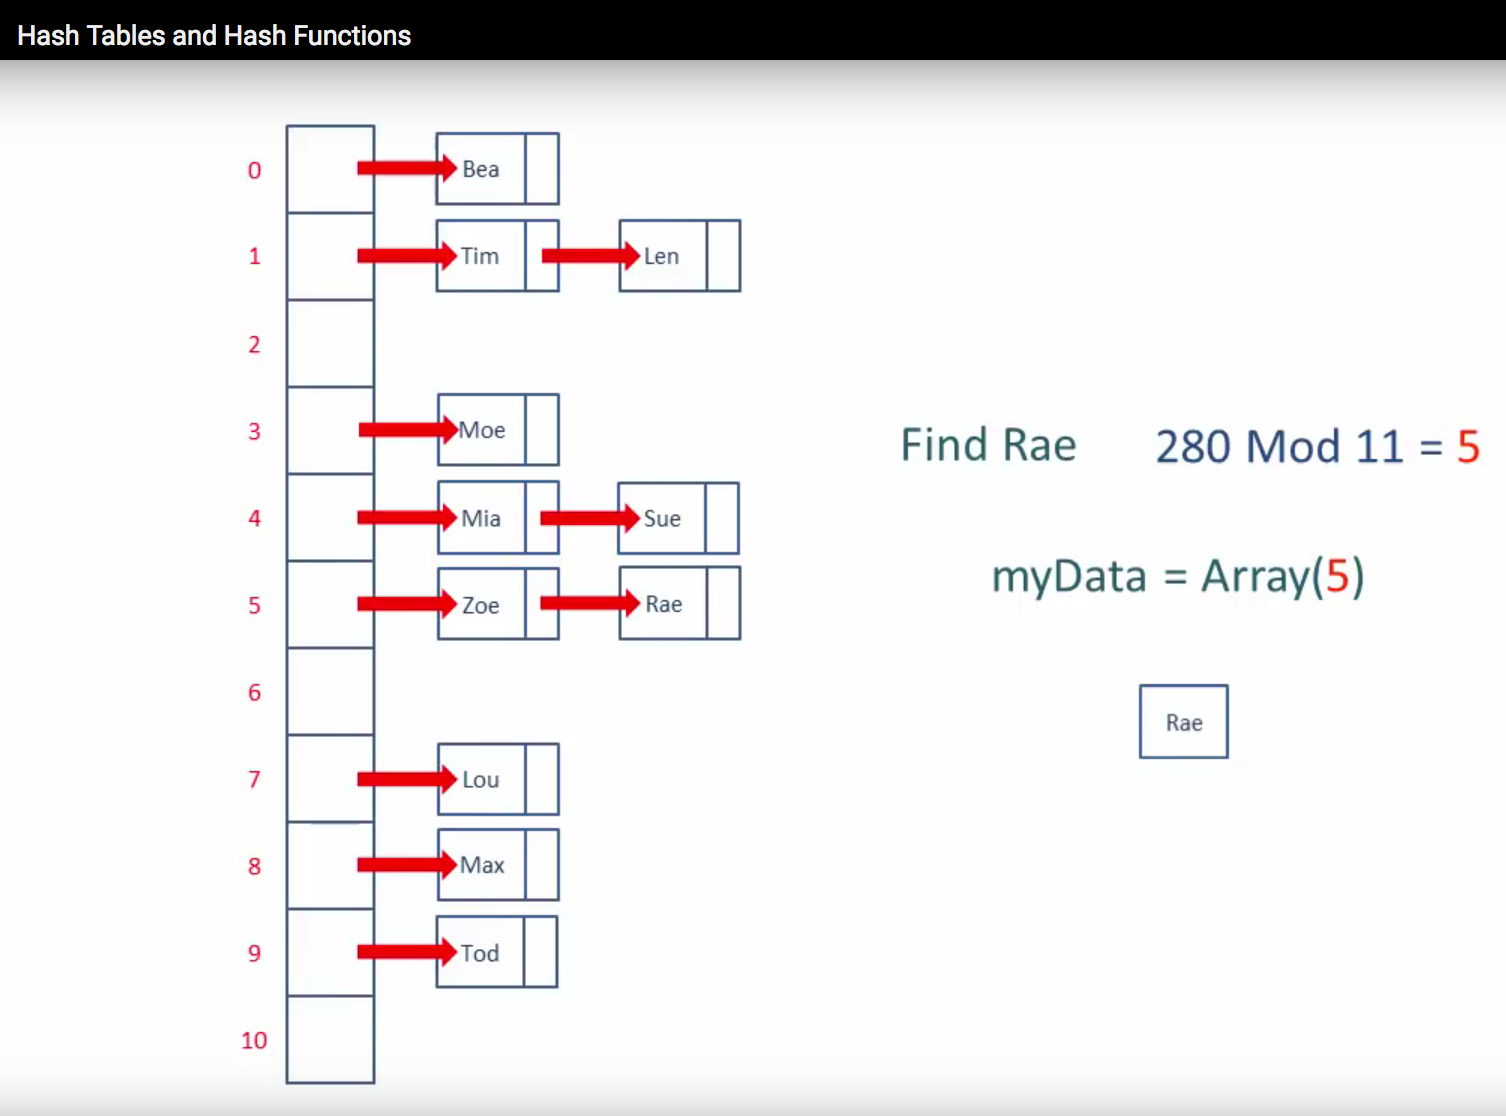 Hash Tables and Hash Functions
0 Bea
1 Tim Len
2
3 Moe
Find Rae 280 Mod 11 = 5
4 Mia Sue
myData = Array(5)
5 Zoe Rae
6
Rae
7 Lou
8 Max
9 Tod
10